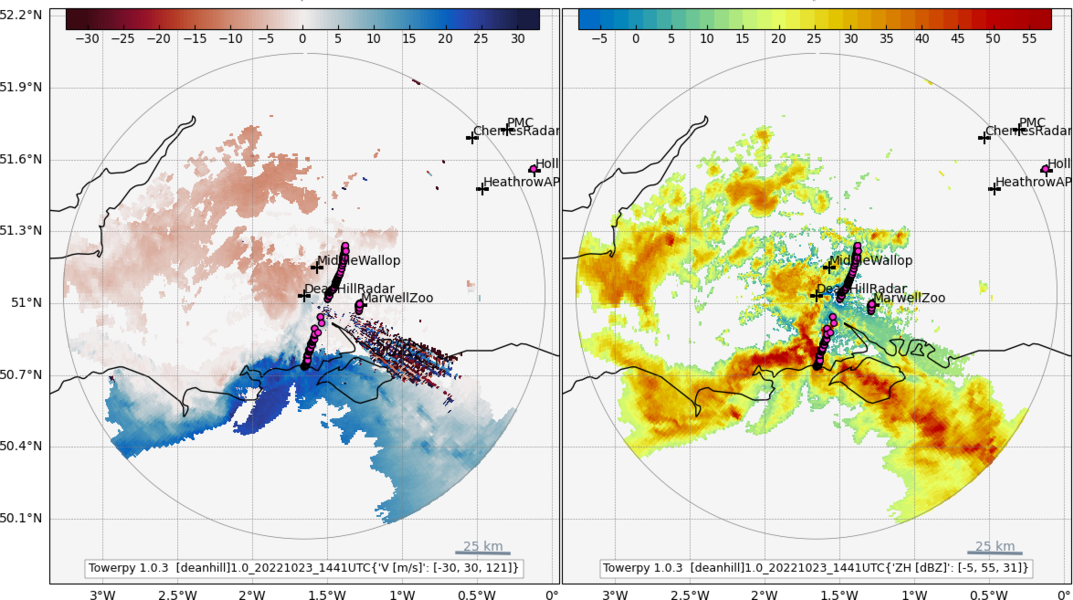 −30 −25 −20 −15 −10 −5 0 5 10 15 20 25 30
−5 0 5 10 15 20 25 30 35 40 45 50 55
52.2°N
51.9°N
51.6°N
51.3°N
51°N
50.7°N
50.4°N
50.1°N
PMC
HeathrowAP
MiddleWallop
MarwellZoo
25 km
Towerpy 1.0.3 [deanhill]1.0_20221023_1441UTC{'V [m/s]': [-30, 30, 121]}
3°W 2.5°W 2°W 1.5°W 1°W 0.5°W 0°
PMC
Holl
HeathrowAP
MiddleWallop
MarwellZoo
25 km
Towerpy 1.0.3 [deanhill]1.0_20221023_1441UTC{'ZH [dBZ]': [-5, 55, 31]}
3°W 2.5°W 2°W 1.5°W 1°W 0.5°W 0°